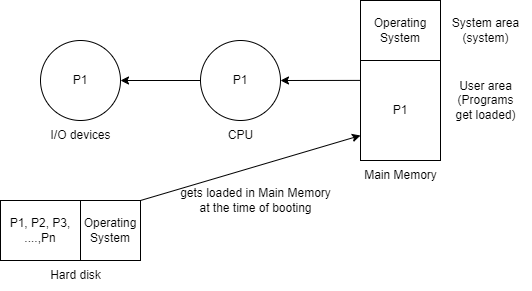 Operating
System
System area
(system)
P1
P1
P1
User area
(Programs
get loaded)
I/O devices
CPU
Main Memory
gets loaded in Main Memory
at the time of booting
P1, P2, P3,
....,Pn
Operating
System
Hard disk